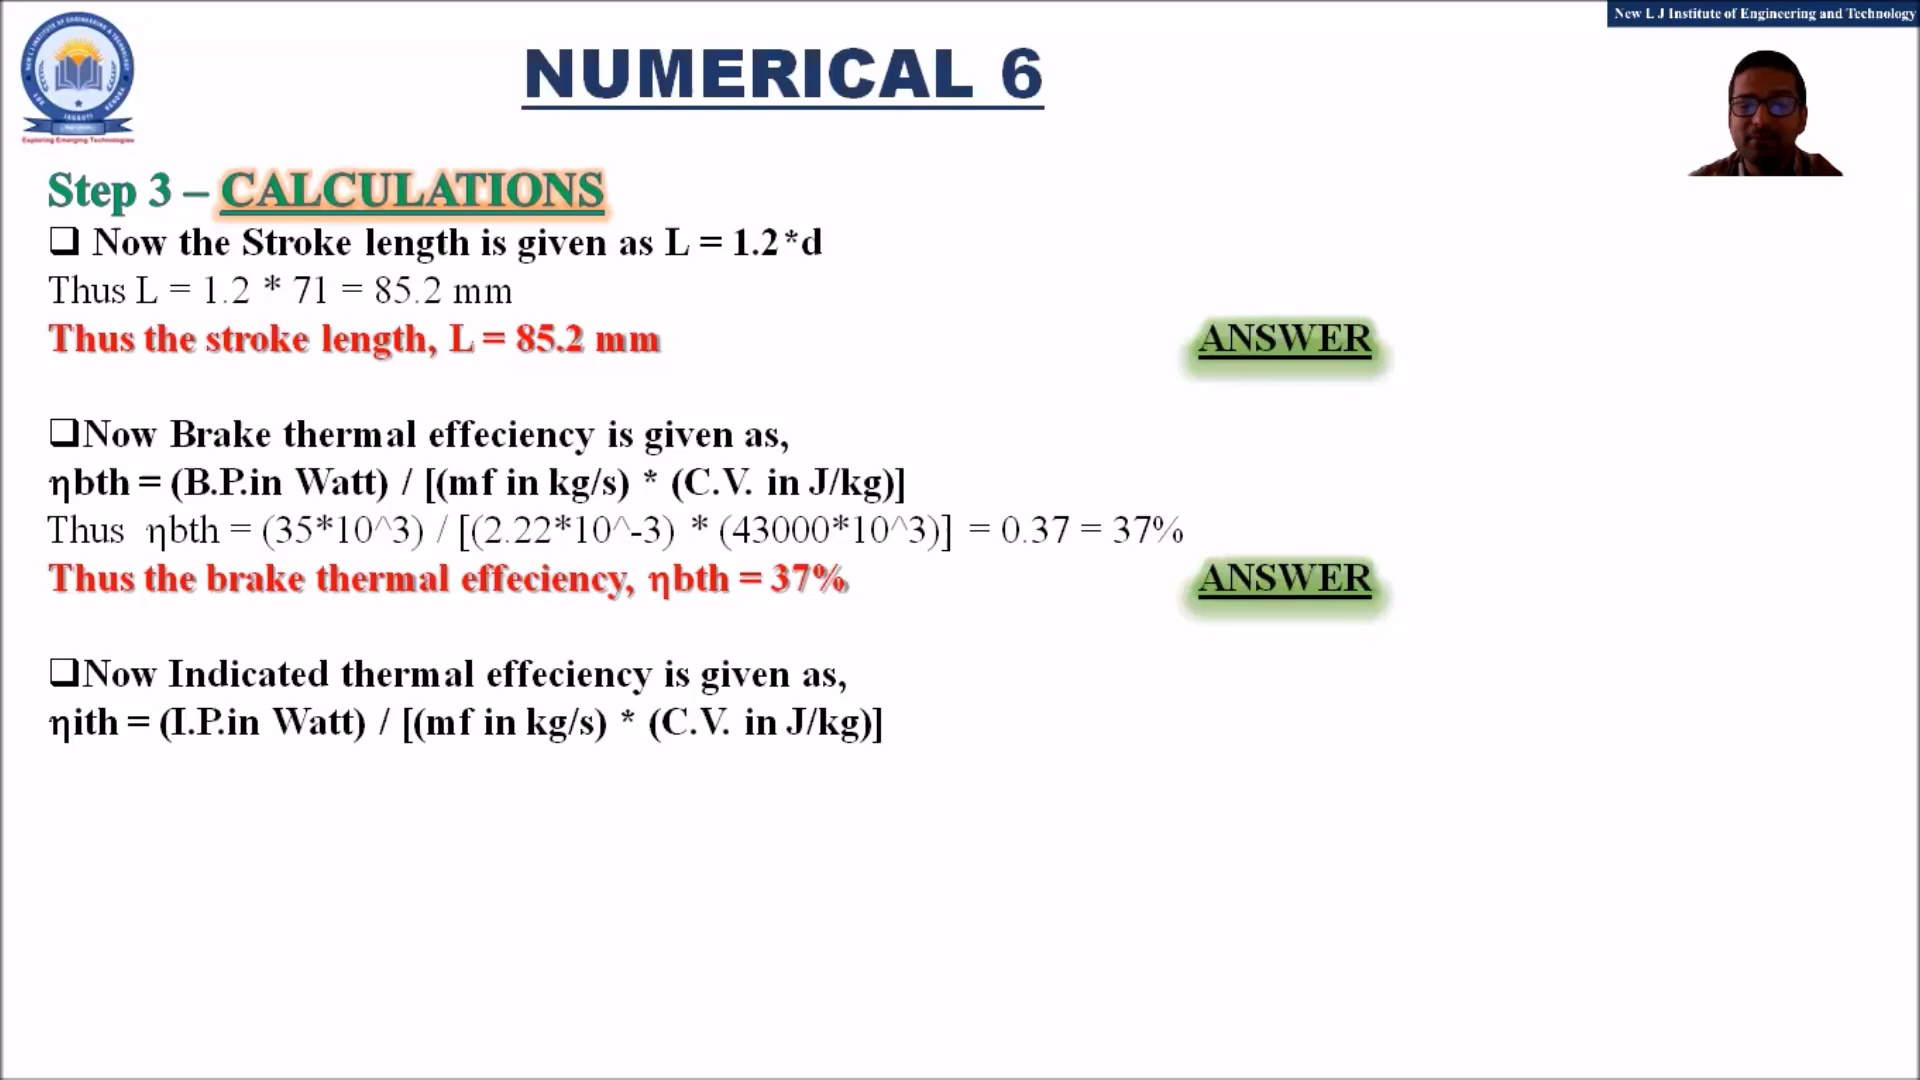 New L J Institute of Engineering and Technology
Exploring Emerging Technologies
NUMERICAL 6
Step 3 – CALCULATIONS
❑ Now the Stroke length is given as L = 1.2*d
Thus L = 1.2 * 71 = 85.2 mm
Thus the stroke length, L = 85.2 mm ANSWER
❑Now Brake thermal effeciency is given as,
ηbth = (B.P.in Watt) / [(mf in kg/s) * (C.V. in J/kg)]
Thus ηbth = (35*10^3) / [(2.22*10^-3) * (43000*10^3)] = 0.37 = 37%
Thus the brake thermal effeciency, ηbth = 37% ANSWER
❑Now Indicated thermal effeciency is given as,
ηith = (I.P.in Watt) / [(mf in kg/s) * (C.V. in J/kg)]